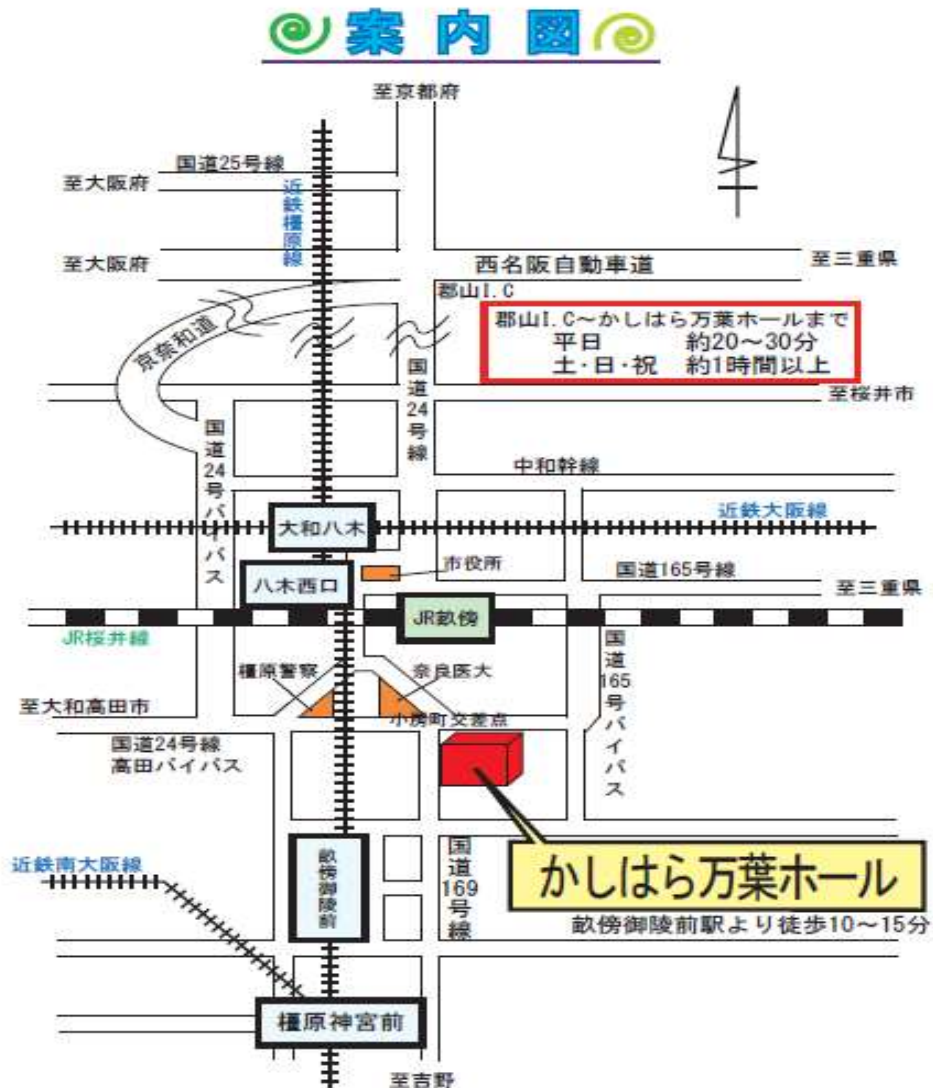 案内図
至京都府
国道25号線
至大阪府
近鉄橿原線
至大阪府
西名阪自動車道
至三重県
郡山I.C
郡山I.C~かしはら万葉ホールまで
平日 約20~30分
土・日・祝 約1時間以上
京奈和道
国道24号線
至桜井市
国道24号バイパス
中和幹線
大和八木
近鉄大阪線
市役所
国道165号線
八木西口
至三重県
JR畝傍
JR桜井線
国道165号バイパス
橿原警察
奈良医大
至大和高田市
小房町交差点
国道24号線
高田バイパス
近鉄南大阪線
畝傍御陵前
国道169号線
かしはら万葉ホール
畝傍御陵前駅より徒歩10~15分
橿原神宮前
至吉野